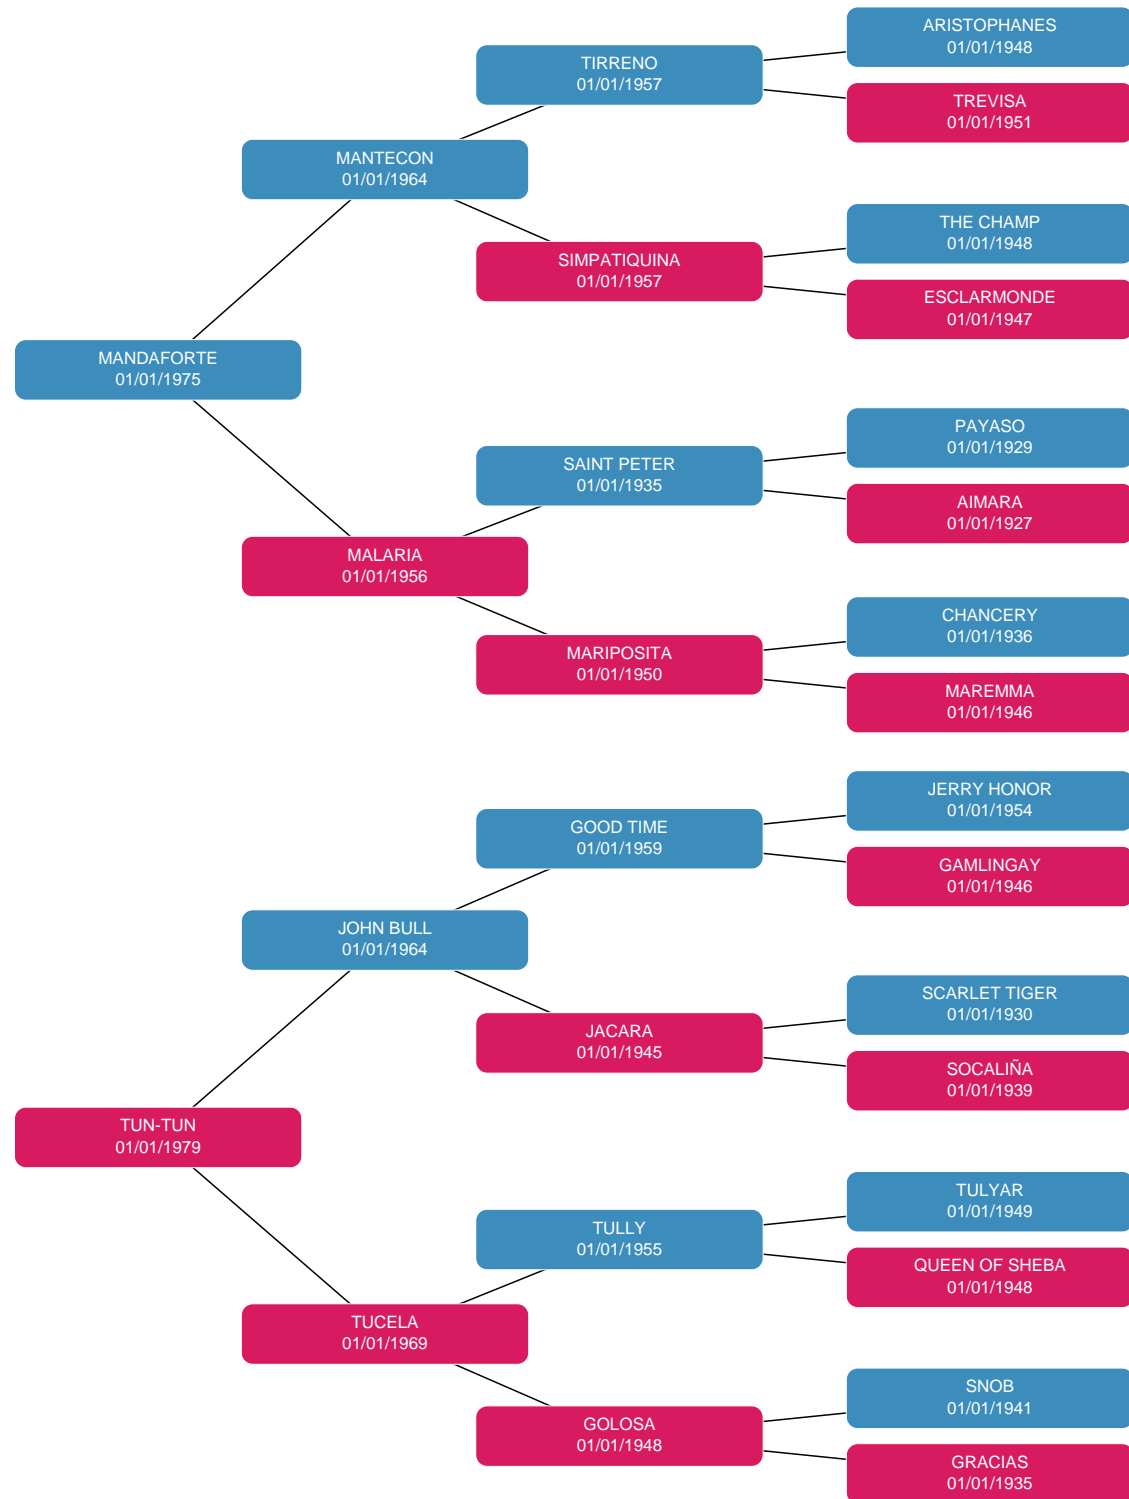 ARISTOPHANES
01/01/1948
TIRRENO
01/01/1957
TREVISA
01/01/1951
MANTECON
01/01/1964
THE CHAMP
01/01/1948
SIMPATIQUINA
01/01/1957
ESCLARMONDE
01/01/1947
MANDAFORTE
01/01/1975
PAYASO
01/01/1929
SAINT PETER
01/01/1935
AIMARA
01/01/1927
MALARIA
01/01/1956
CHANCERY
01/01/1936
MARIPOSITA
01/01/1950
MAREMMA
01/01/1946
JERRY HONOR
01/01/1954
GOOD TIME
01/01/1959
GAMLINGAY
01/01/1946
JOHN BULL
01/01/1964
SCARLET TIGER
01/01/1930
JACARA
01/01/1945
SOCALIÑA
01/01/1939
TUN-TUN
01/01/1979
TULYAR
01/01/1949
TULLY
01/01/1955
QUEEN OF SHEBA
01/01/1948
TUCELA
01/01/1969
SNOB
01/01/1941
GOLOSA
01/01/1948
GRACIAS
01/01/1935